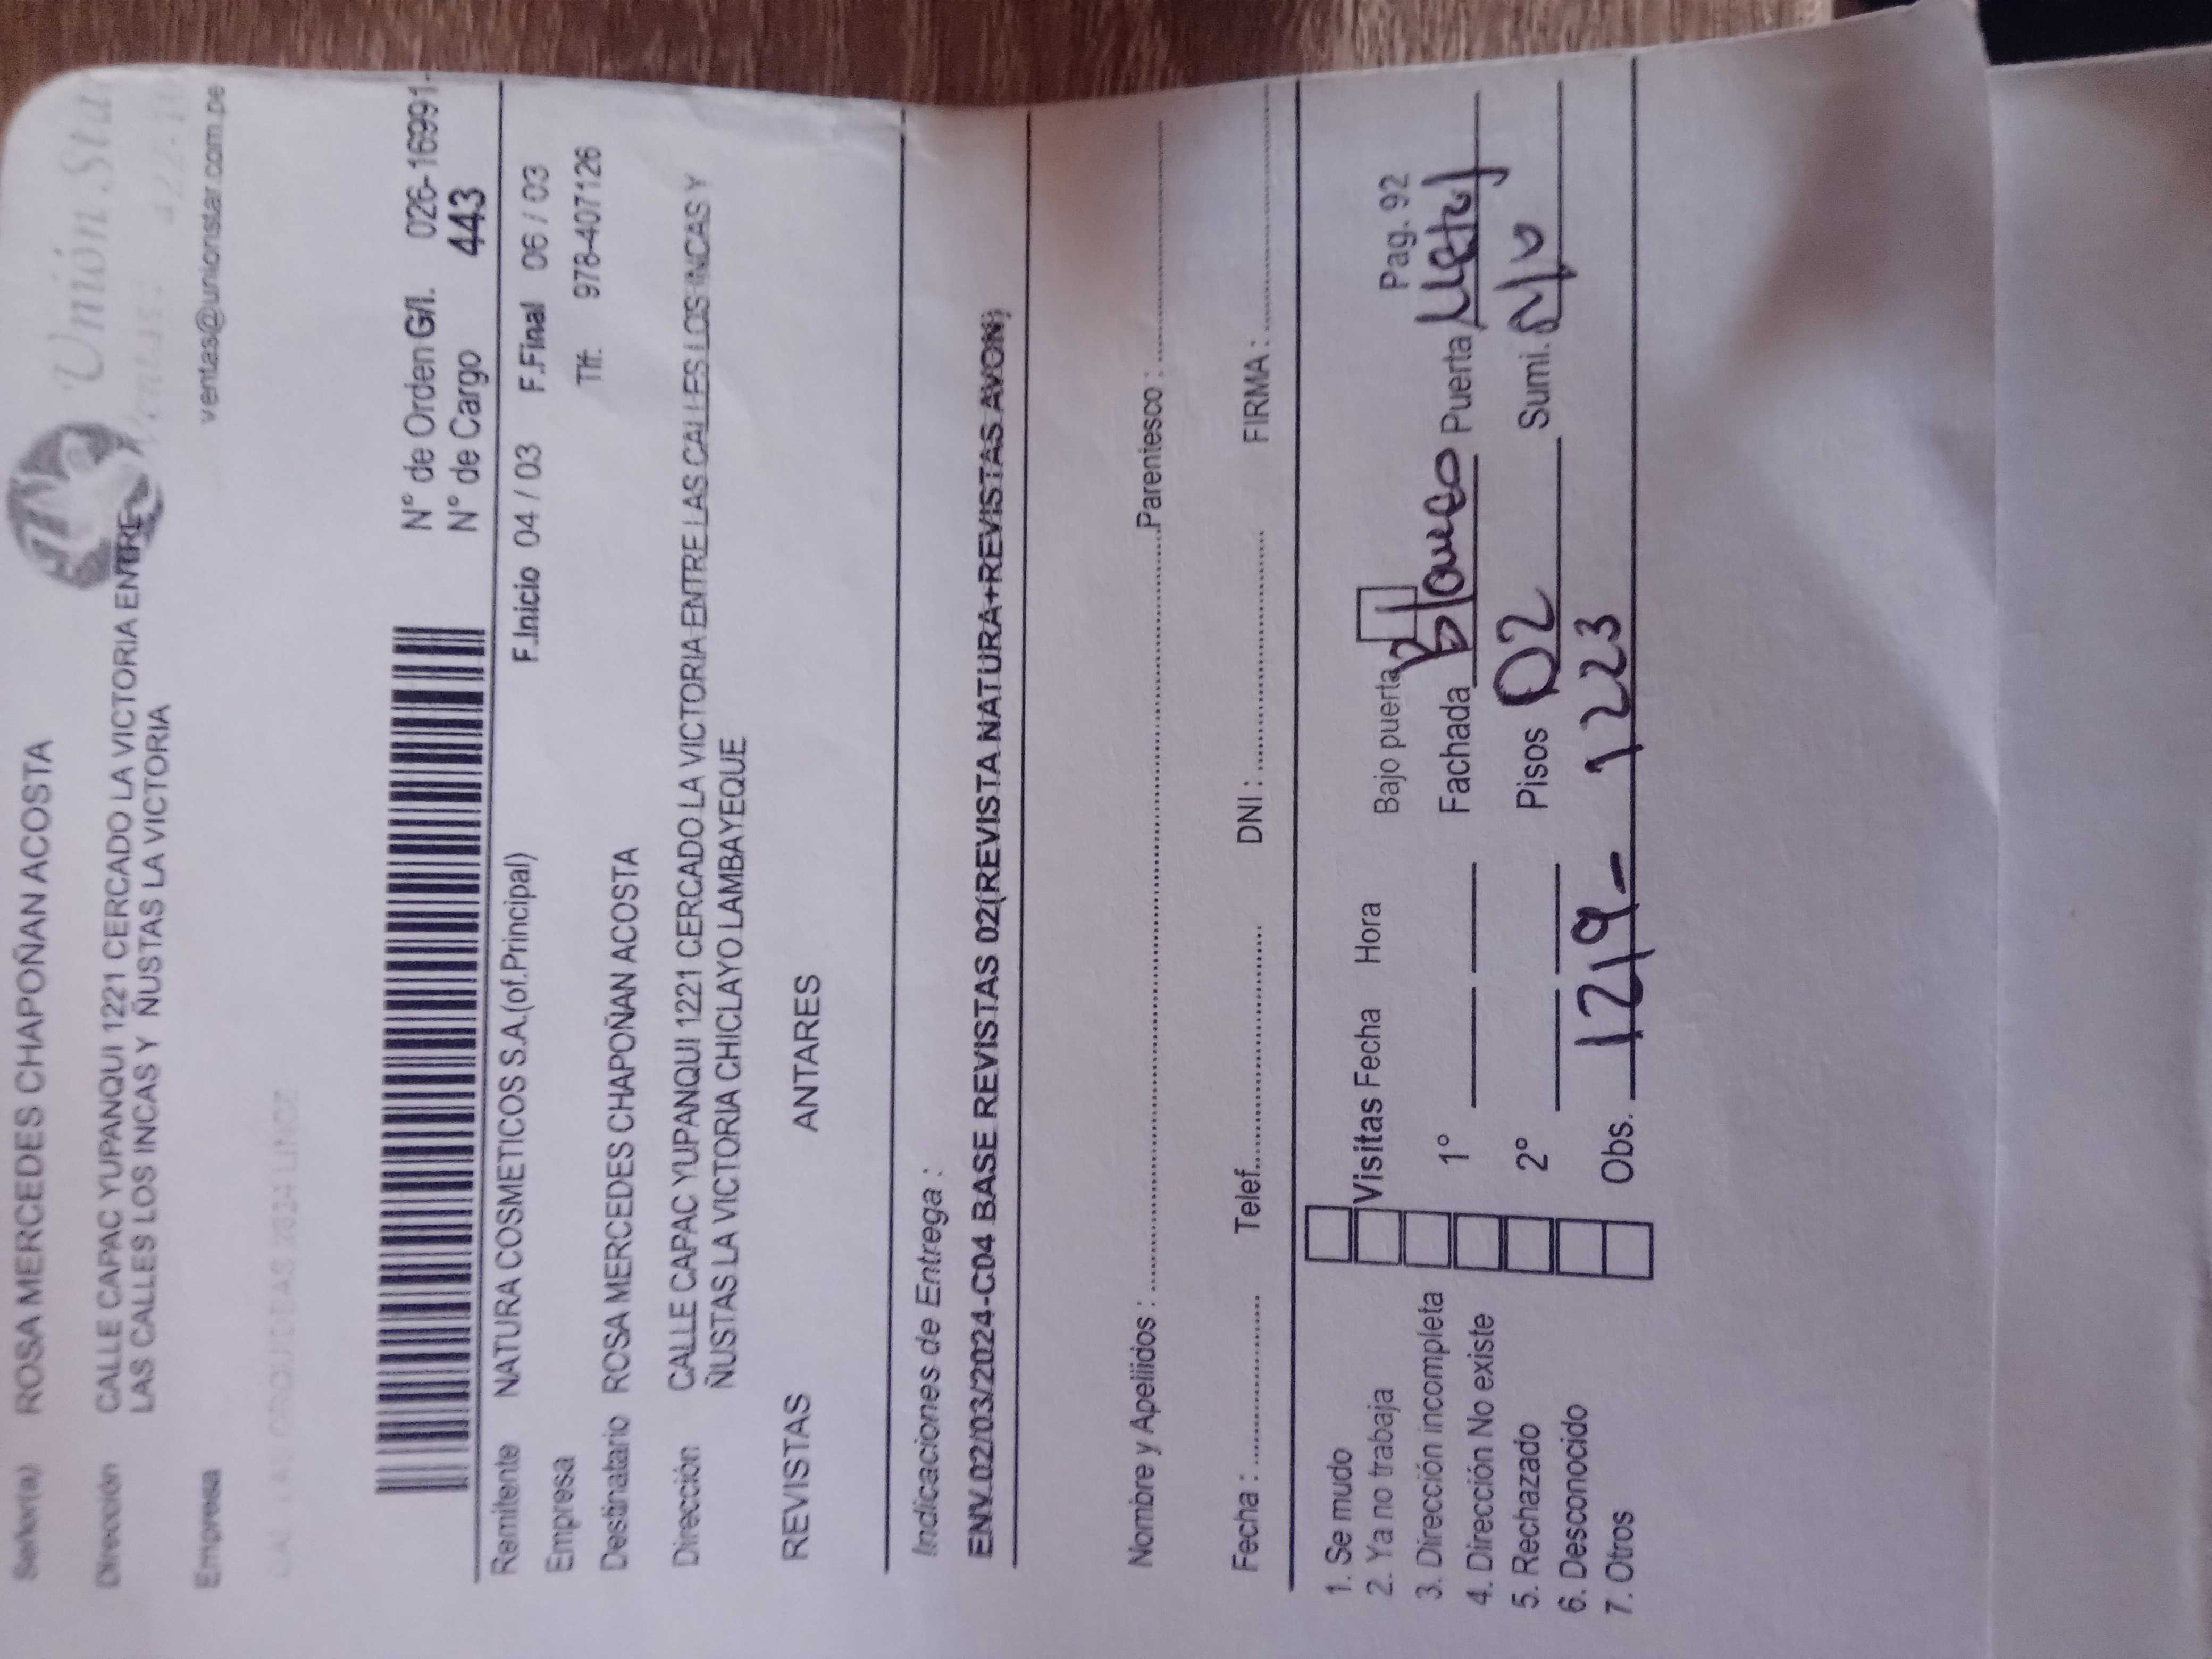 Unión Star
ventas@unionstar.com.pe
Señor(a) ROSA MERCEDES CHAPOÑAN ACOSTA
Dirección CALLE CAPAC YUPANQUI 1221 CERCADO LA VICTORIA ENTRE
LAS CALLES LOS INCAS Y ÑUSTAS LA VICTORIA
Empresa
N° de Orden G/l. 026-16991-
N° de Cargo 443
Remitente NATURA COSMETICOS S.A.(of.Principal) F.Inicio 04 / 03 F.Final 06 / 03
Empresa Tlf. 978-407126
Destinatario ROSA MERCEDES CHAPOÑAN ACOSTA
Dirección CALLE CAPAC YUPANQUI 1221 CERCADO LA VICTORIA ENTRE LAS CALLES LOS INCAS Y
ÑUSTAS LA VICTORIA CHICLAYO LAMBAYEQUE
REVISTAS ANTARES
Indicaciones de Entrega :
ENV.02/03/2024-C04 BASE REVISTAS 02(REVISTA NATURA+REVISTAS AVON)
Nombre y Apellidos : Parentesco :
Fecha : Telef. DNI : FIRMA :
1. Se mudo
2. Ya no trabaja Visitas Fecha Hora Bajo puerta Pag. 92
3. Dirección incompleta
4. Dirección No existe 1° Fachada Blanco Puerta Metal
5. Rechazado 2° Pisos 02 Sumi. S/N
6. Desconocido
7. Otros Obs. 1219 - 1223